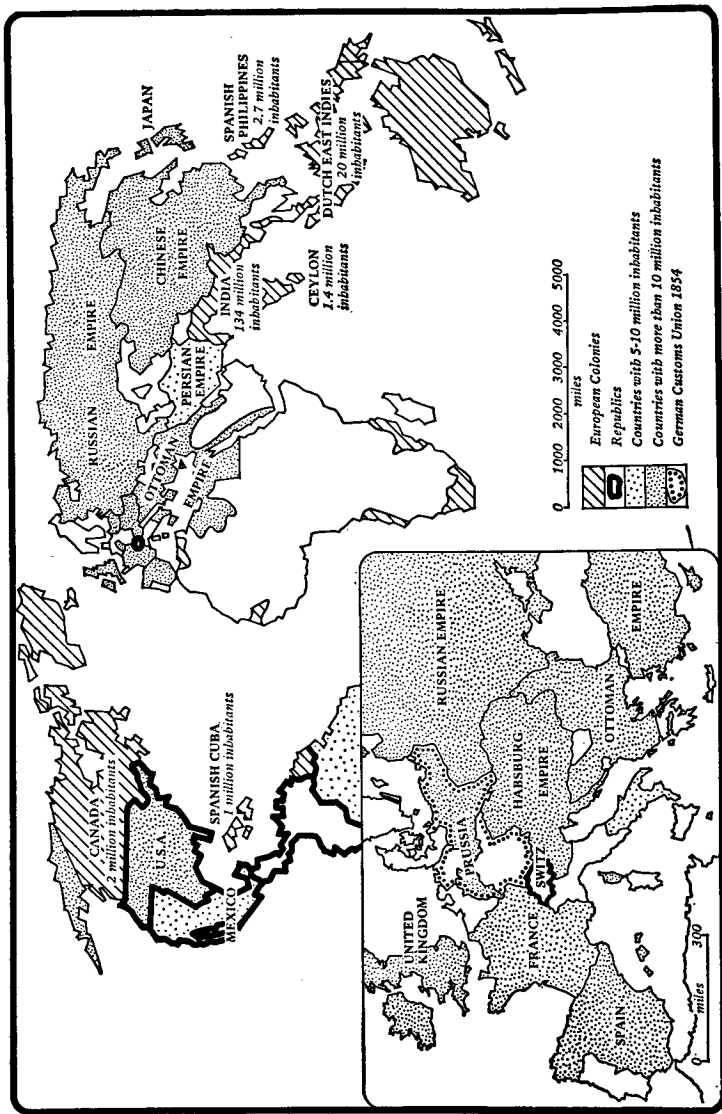 CANADA
2 million inhabitants
U.S.A.
MEXICO
SPANISH CUBA
1 million inhabitants
RUSSIAN
EMPIRE
OTTOMAN
EMPIRE
PERSIAN
EMPIRE
CHINESE
EMPIRE
JAPAN
INDIA
134 million
inhabitants
CEYLON
1.4 million
inhabitants
SPANISH
PHILIPPINES
2.7 million
inhabitants
DUTCH EAST INDIES
20 million
inhabitants
0 1000 2000 3000 4000 5000
miles
European Colonies
Republics
Countries with 5-10 million inhabitants
Countries with more than 10 million inhabitants
German Customs Union 1854
UNITED
KINGDOM
PRUSSIA
RUSSIAN EMPIRE
FRANCE
SWITZ
HABSBURG
EMPIRE
OTTOMAN
EMPIRE
SPAIN
0 300
miles